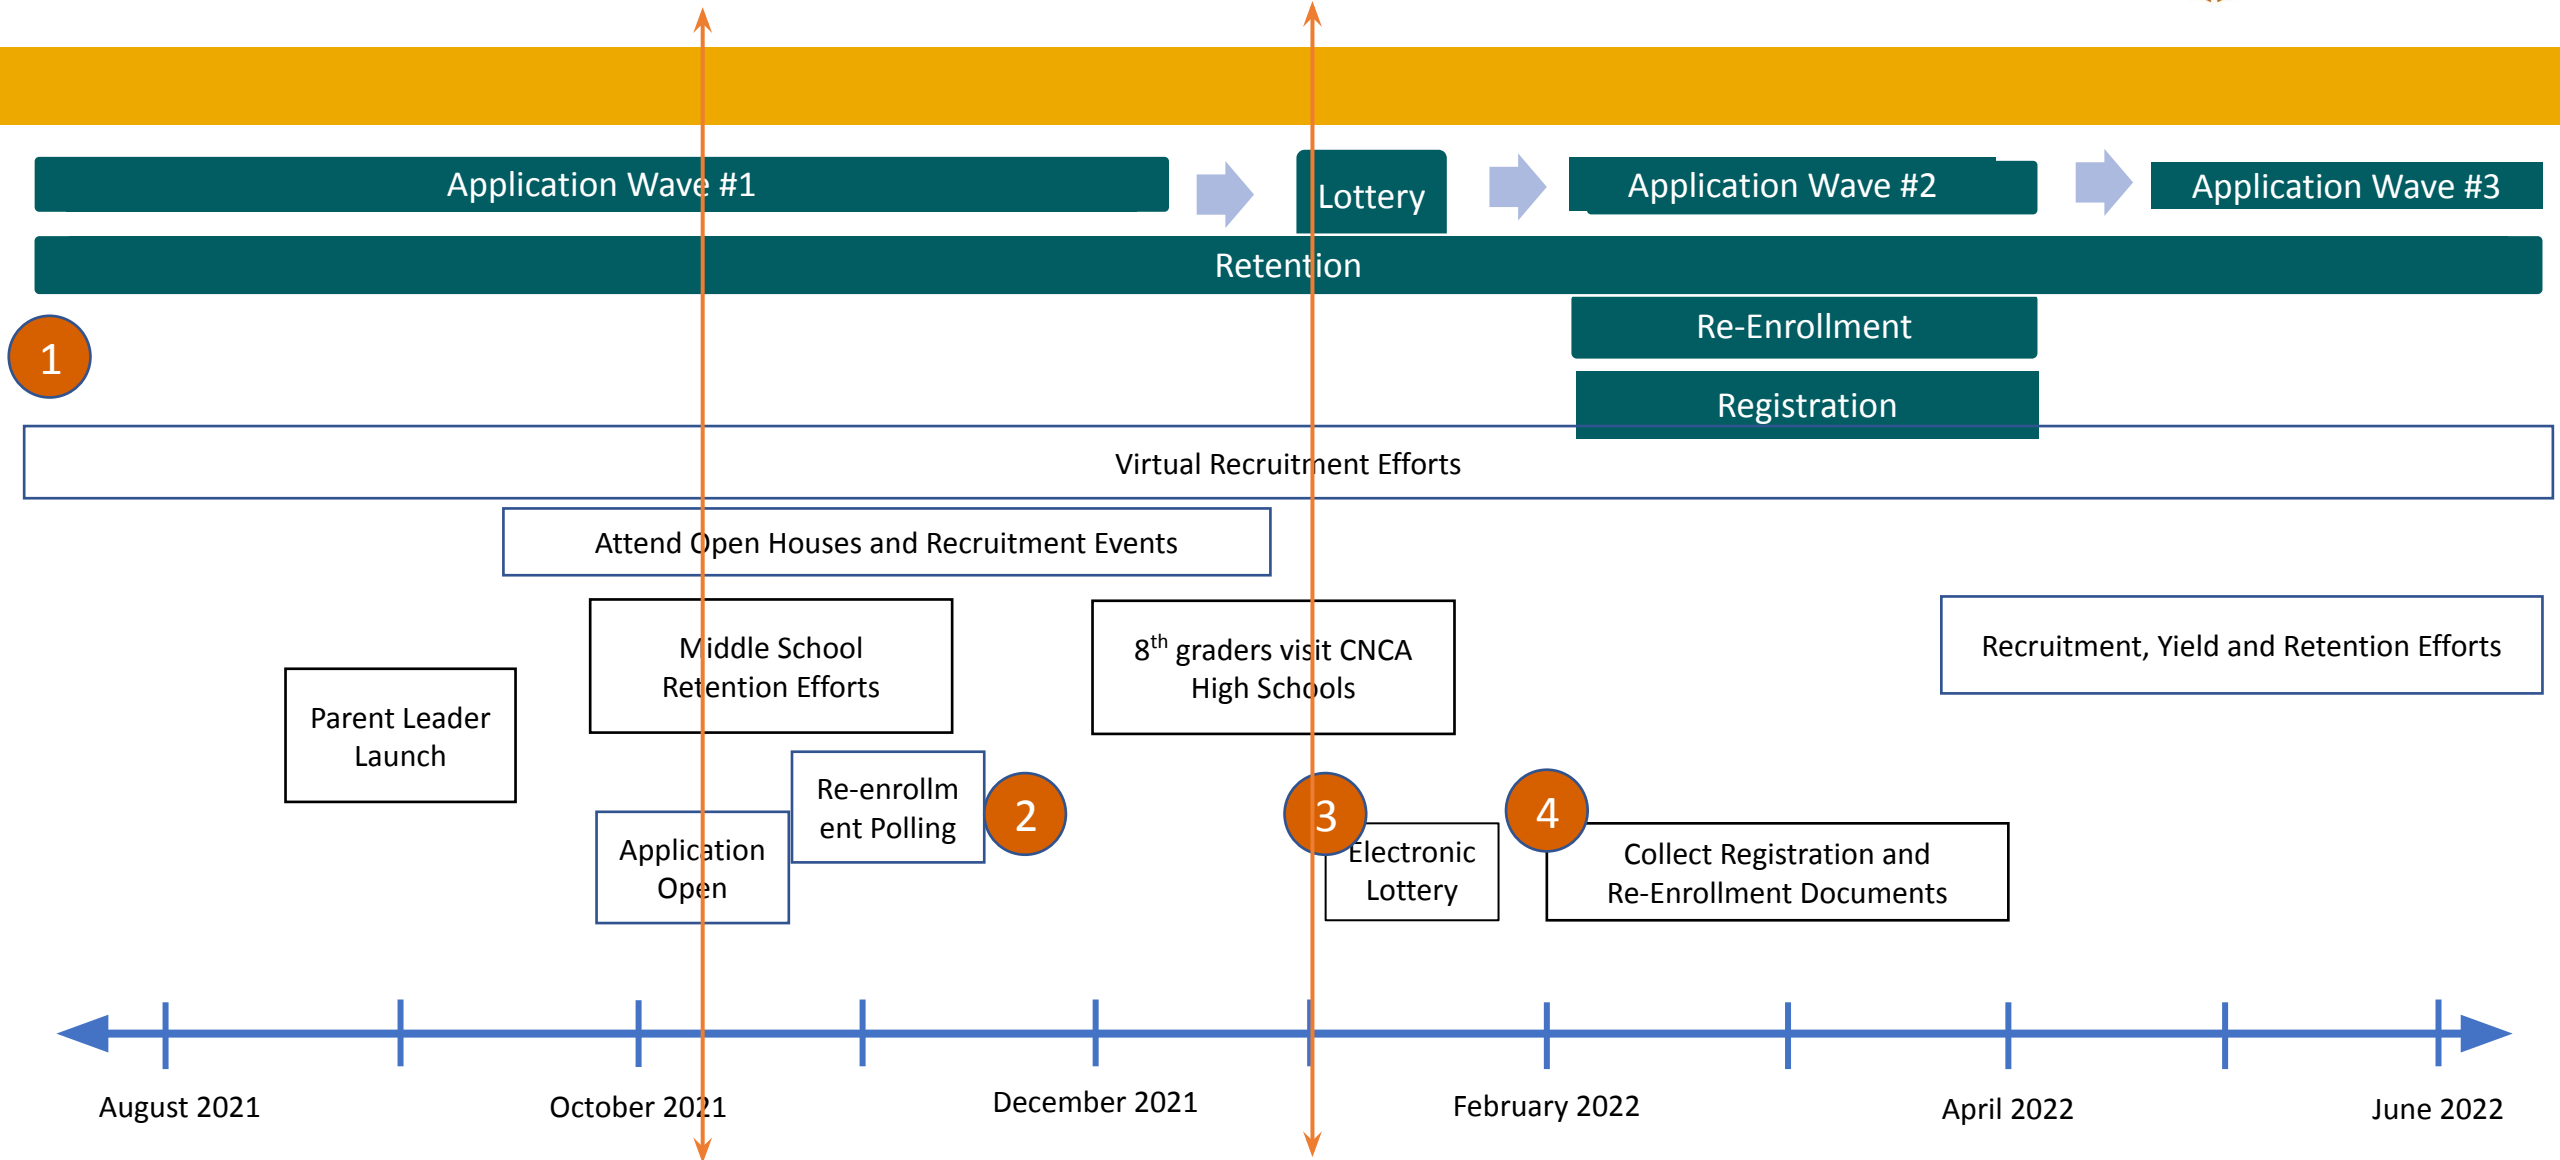 Application Wave #1
Lottery
Application Wave #2
Application Wave #3
Retention
Re-Enrollment
1
Registration
Virtual Recruitment Efforts
Attend Open Houses and Recruitment Events
Middle School
Retention Efforts
8th graders visit CNCA
High Schools
Recruitment, Yield and Retention Efforts
Parent Leader
Launch
Re-enrollm
ent Polling
2
3
4
Application
Open
Electronic
Lottery
Collect Registration and
Re-Enrollment Documents
August 2021
October 2021
December 2021
February 2022
April 2022
June 2022